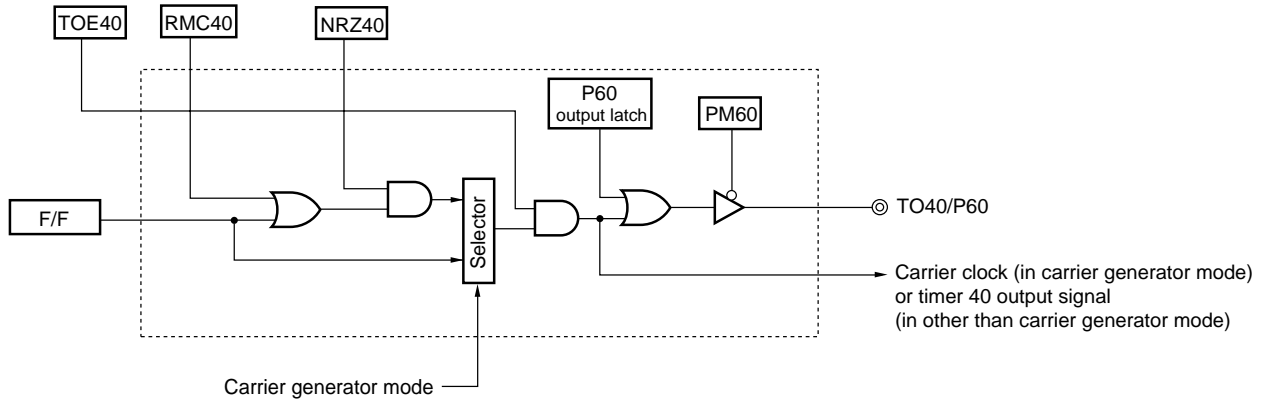 TOE40
RMC40
NRZ40
P60
output latch
PM60
F/F
Selector
TO40/P60
Carrier clock (in carrier generator mode)
or timer 40 output signal
(in other than carrier generator mode)
Carrier generator mode